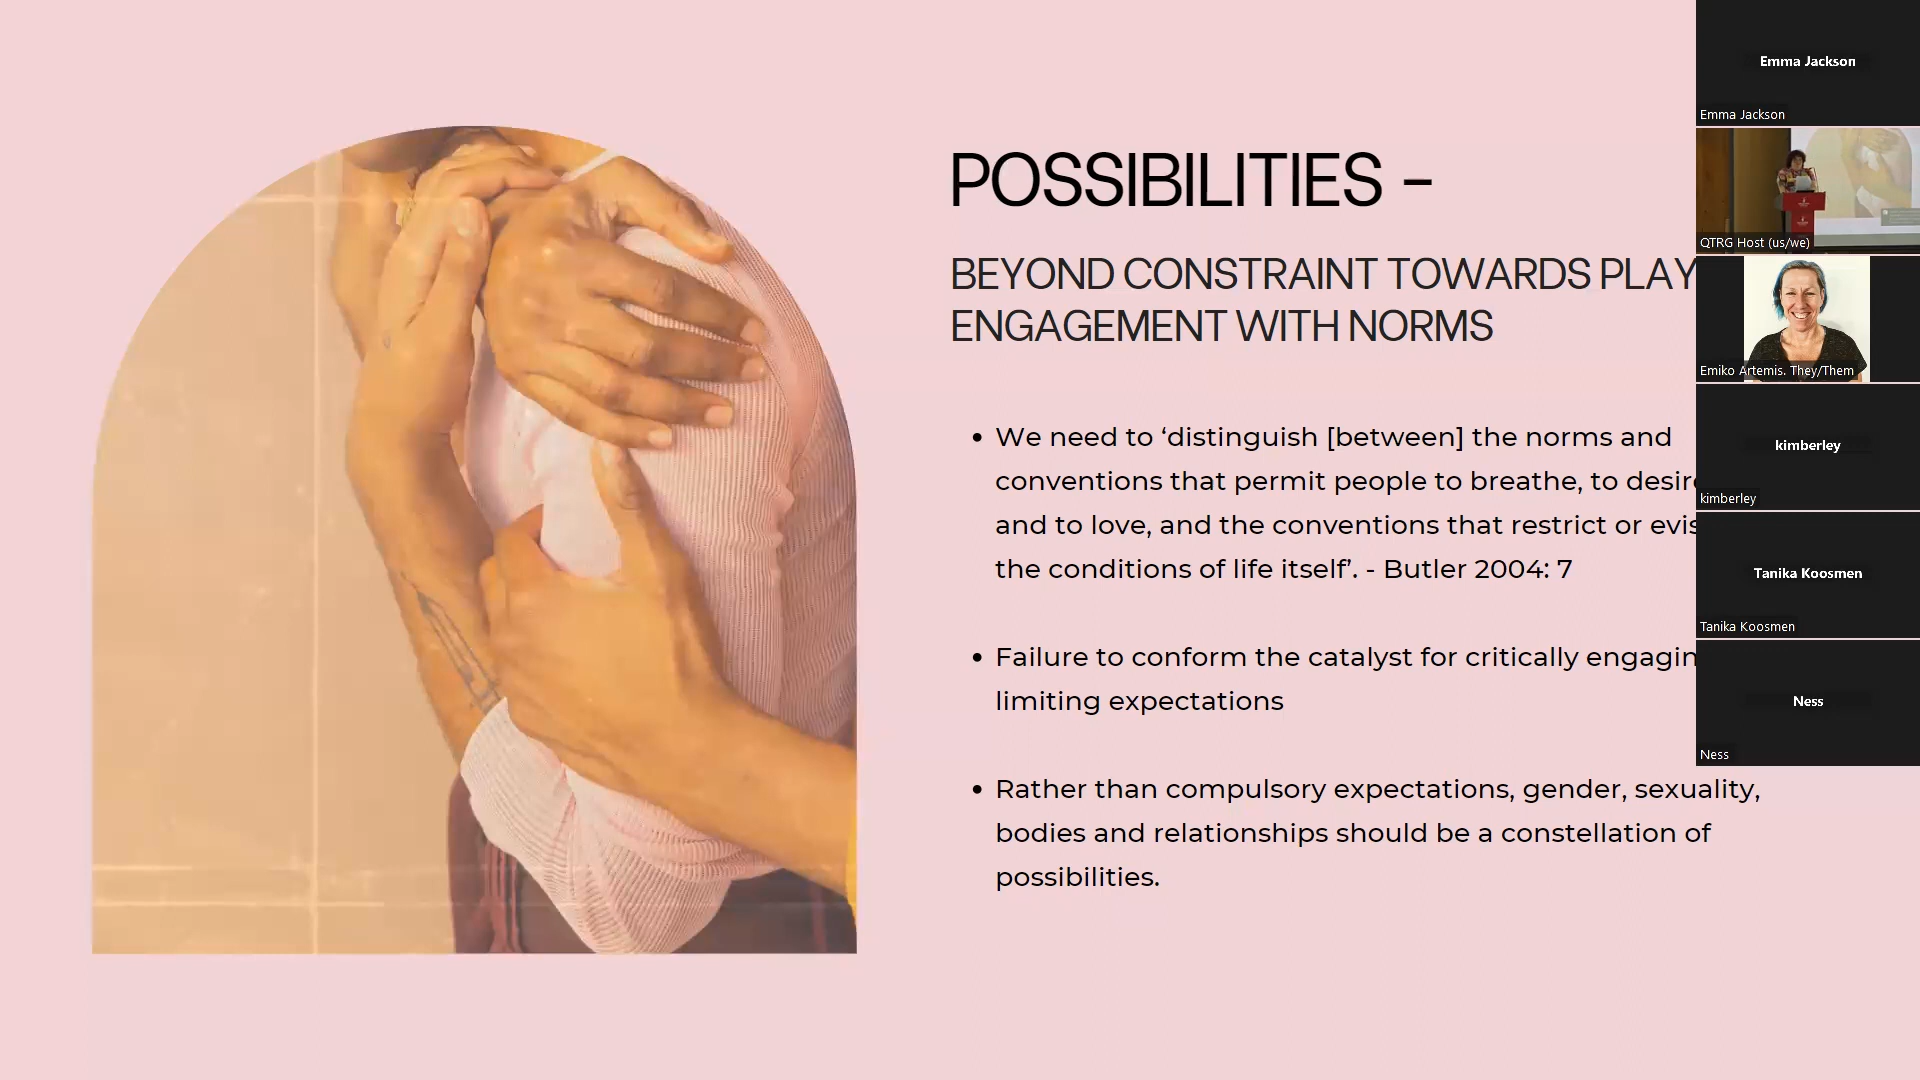 POSSIBILITIES -
BEYOND CONSTRAINT TOWARDS PLAY
ENGAGEMENT WITH NORMS
• We need to ‘distinguish [between] the norms and
conventions that permit people to breathe, to desir
and to love, and the conventions that restrict or evis
the conditions of life itself’. - Butler 2004: 7
• Failure to conform the catalyst for critically engagin
limiting expectations
• Rather than compulsory expectations, gender, sexuality,
bodies and relationships should be a constellation of
possibilities.
Emma Jackson
Emma Jackson
QTRG Host (us/we)
Emiko Artemis. They/Them
kimberley
kimberley
Tanika Koosmen
Tanika Koosmen
Ness
Ness